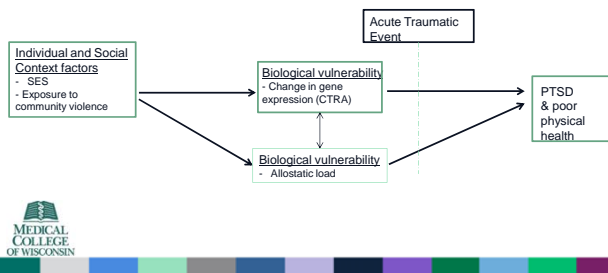 Acute Traumatic
Event
Individual and Social
Context factors
- SES
- Exposure to
community violence
Biological vulnerability
- Change in gene
expression (CTRA)
Biological vulnerability
- Allostatic load
PTSD
& poor
physical
health
MEDICAL
COLLEGE
OF WISCONSIN